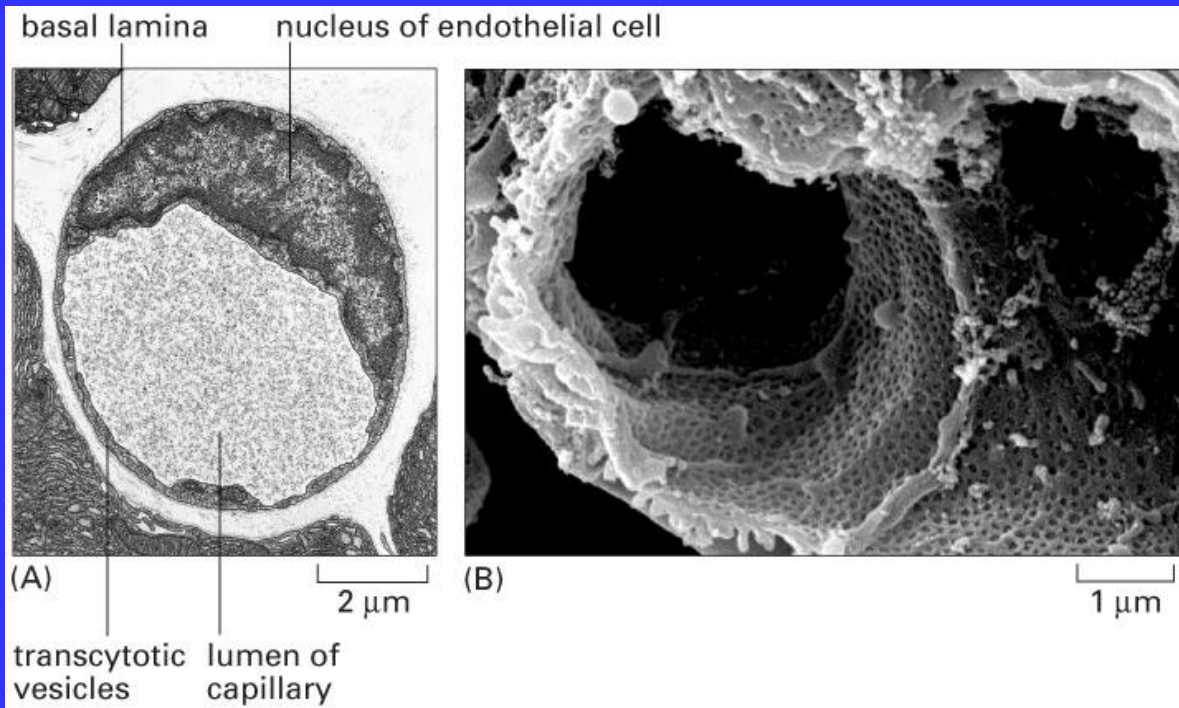 basal lamina
nucleus of endothelial cell
(A)
2 μm
(B)
1 μm
transcytotic
vesicles
lumen of
capillary